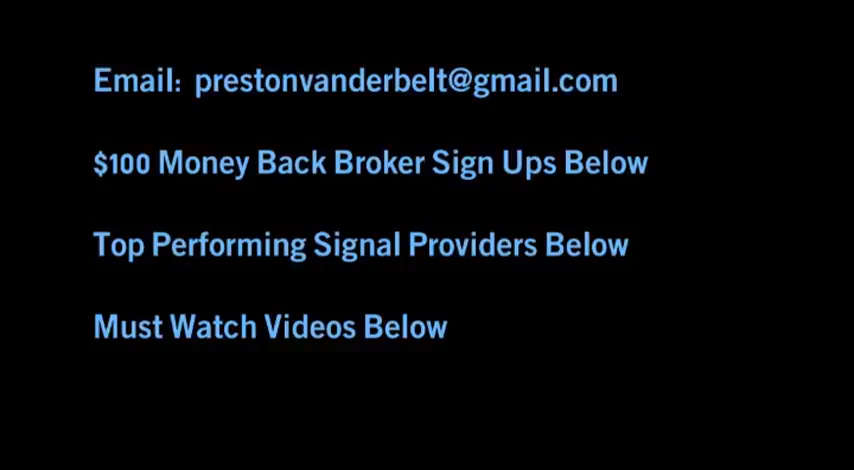 Email: prestonvanderbelt@gmail.com
$100 Money Back Broker Sign Ups Below
Top Performing Signal Providers Below
Must Watch Videos Below